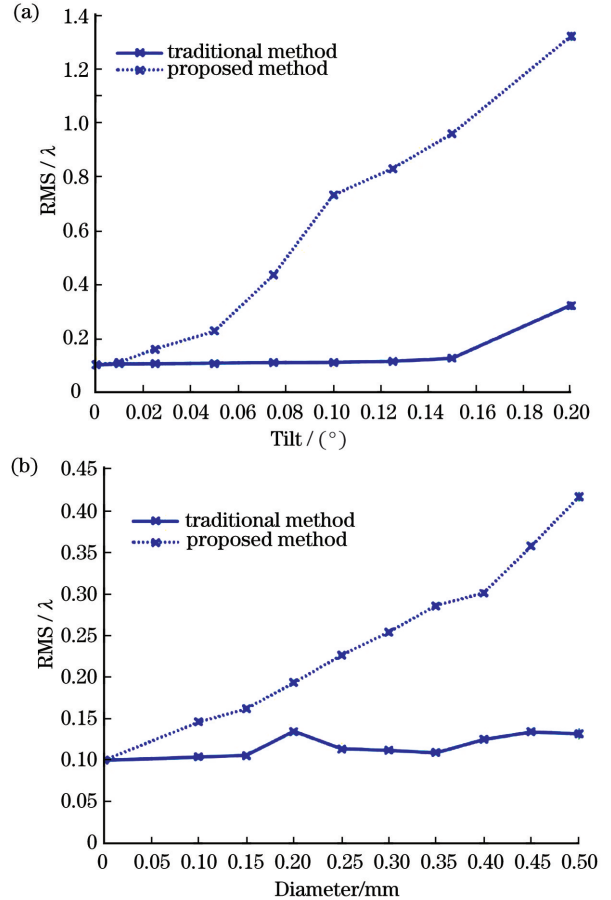 (a)
1.4
1.2
1.0
0.8
0.6
0.4
0.2
0
RMS / λ
traditional method
proposed method
0 0.02 0.04 0.06 0.08 0.10 0.12 0.14 0.16 0.18 0.20
Tilt / (°)
(b)
0.45
0.40
0.35
0.30
0.25
0.20
0.15
0.10
0.05
0
RMS / λ
traditional method
proposed method
0 0.05 0.10 0.15 0.20 0.25 0.30 0.35 0.40 0.45 0.50
Diameter/mm